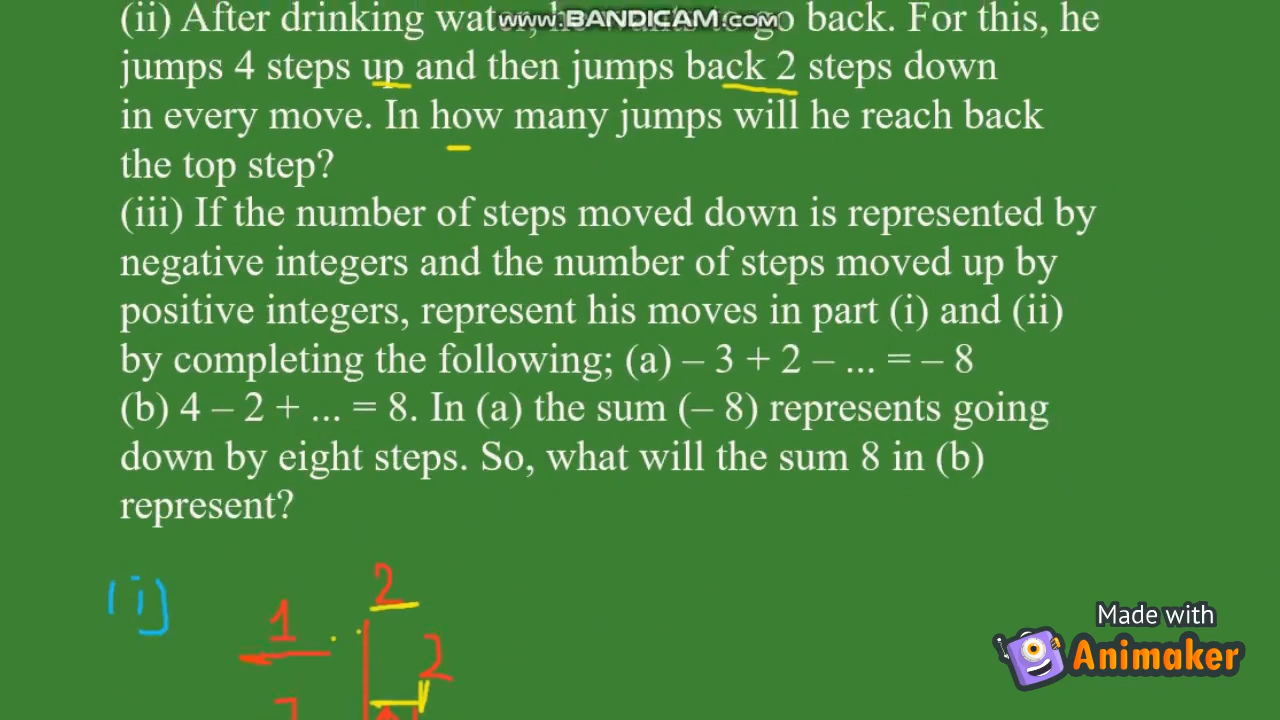 (ii) After drinking water, he wants to go back. For this, he
www.BANDICAM.com
jumps 4 steps up and then jumps back 2 steps down
in every move. In how many jumps will he reach back
the top step?
(iii) If the number of steps moved down is represented by
negative integers and the number of steps moved up by
positive integers, represent his moves in part (i) and (ii)
by completing the following; (a) – 3 + 2 – ... = – 8
(b) 4 – 2 + ... = 8. In (a) the sum (– 8) represents going
down by eight steps. So, what will the sum 8 in (b)
represent?
(i)
2
1
2
Made with
Animaker